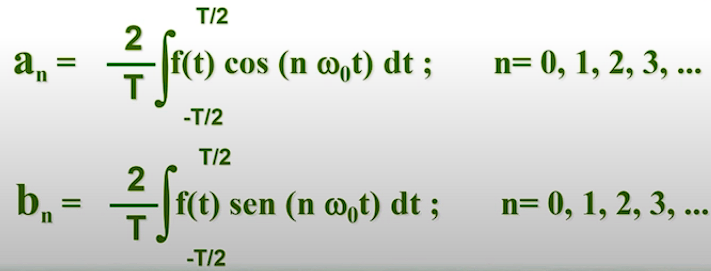 aₙ = 2/T ∫_{-T/2}^{T/2} f(t) cos (n ω₀t) dt ; n= 0, 1, 2, 3, ...
bₙ = 2/T ∫_{-T/2}^{T/2} f(t) sen (n ω₀t) dt ; n= 0, 1, 2, 3, ...